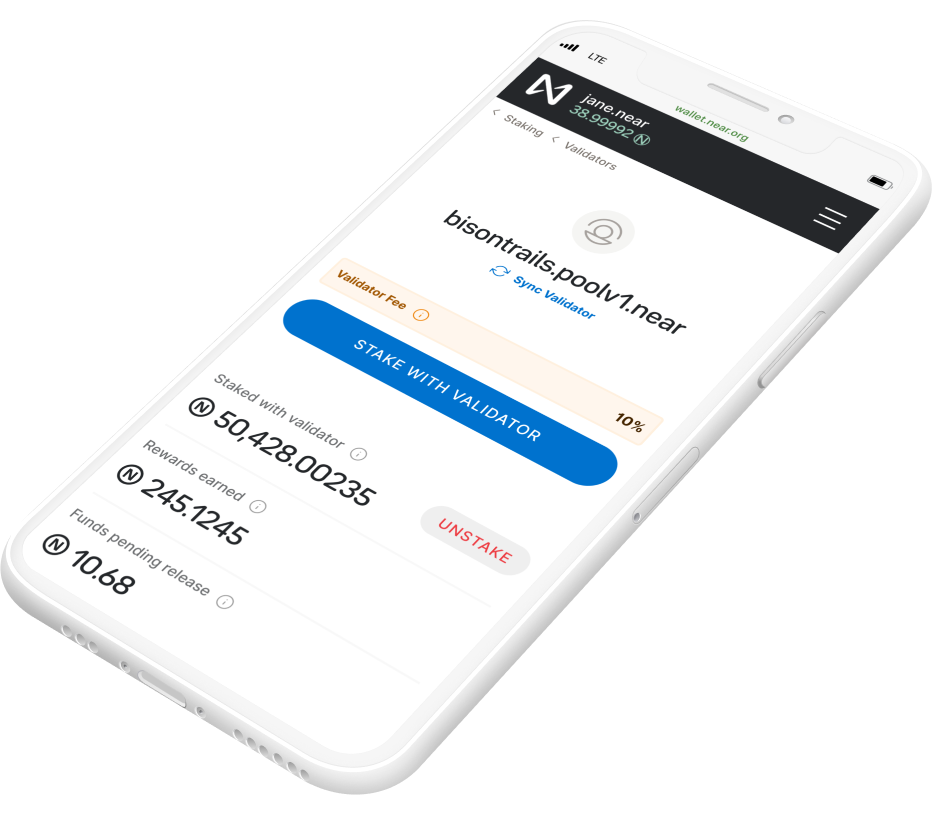 LTE
wallet.near.org
jane.near
38.99992
Staking
Validators
bisontrails.poolv1.near
Sync Validator
Validator Fee
10%
STAKE WITH VALIDATOR
Staked with validator
50,428.00235
UNSTAKE
Rewards earned
245.1245
Funds pending release
10.68